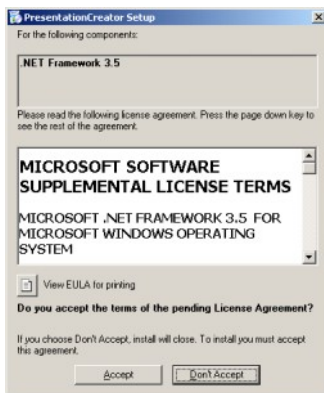 PresentationCreator Setup
For the following components:
.NET Framework 3.5
Please read the following license agreement. Press the page down key to
see the rest of the agreement.
MICROSOFT SOFTWARE
SUPPLEMENTAL LICENSE TERMS
MICROSOFT .NET FRAMEWORK 3.5 FOR
MICROSOFT WINDOWS OPERATING
SYSTEM
View EULA for printing
Do you accept the terms of the pending License Agreement?
If you choose Don't Accept, install will close. To install you must accept
this agreement.
Accept
Don't Accept